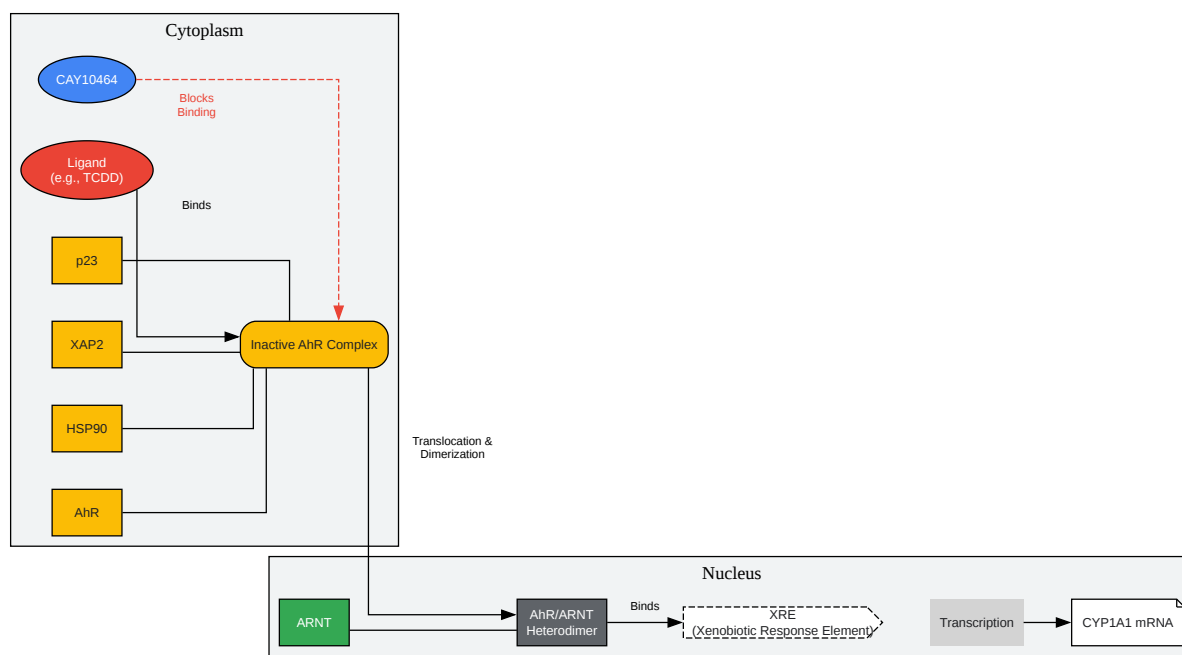 Cytoplasm
CAY10464
Blocks
Binding
Ligand
(e.g., TCDD)
Binds
p23
XAP2
Inactive AhR Complex
HSP90
Translocation &
Dimerization
AhR
Nucleus
ARNT
AhR/ARNT
Heterodimer
Binds
XRE
(Xenobiotic Response Element)
Transcription
CYP1A1 mRNA